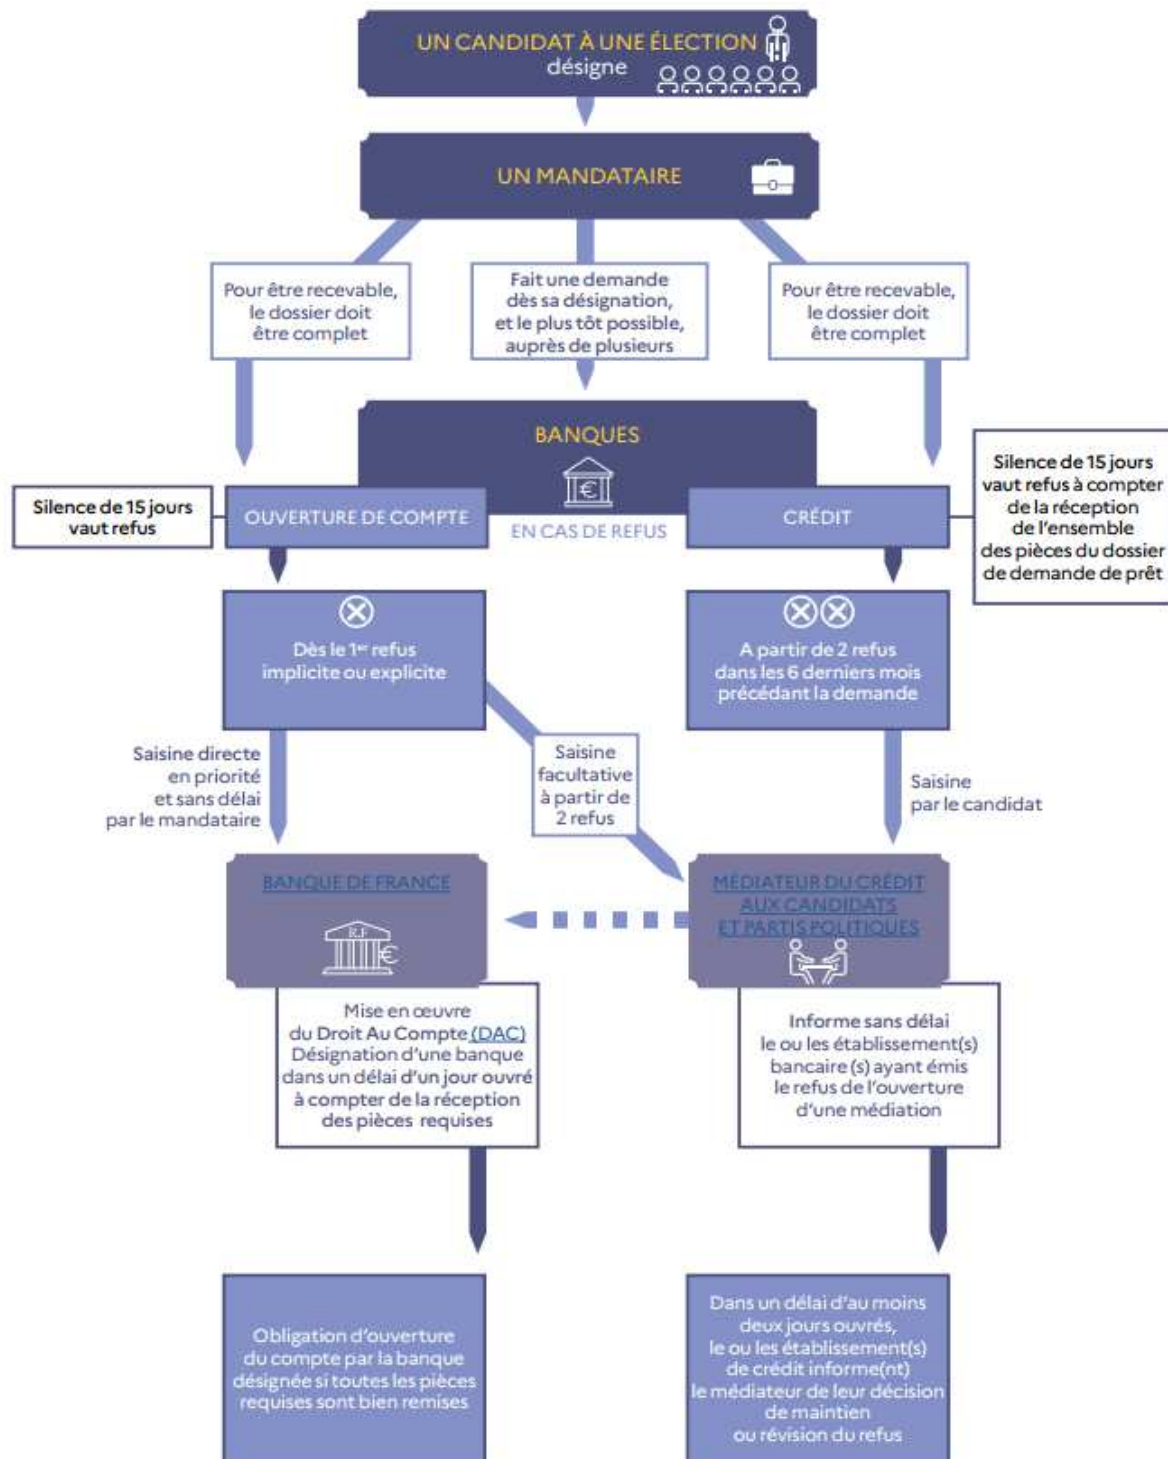 UN CANDIDAT À UNE ÉLECTION
désigne
UN MANDATAIRE
Pour être recevable,
le dossier doit
être complet
Fait une demande
dès sa désignation,
et le plus tôt possible,
auprès de plusieurs
Pour être recevable,
le dossier doit
être complet
BANQUES
€
Silence de 15 jours
vaut refus
OUVERTURE DE COMPTE
EN CAS DE REFUS
CRÉDIT
Silence de 15 jours
vaut refus à compter
de la réception
de l'ensemble
des pièces du dossier
de demande de prêt
Dès le 1er refus
implicite ou explicite
A partir de 2 refus
dans les 6 derniers mois
précédant la demande
Saisine directe
en priorité
et sans délai
par le mandataire
Saisine
facultative
à partir de
2 refus
Saisine
par le candidat
BANQUE DE FRANCE
R.F
€
MÉDIATEUR DU CRÉDIT
AUX CANDIDATS
ET PARTIS POLITIQUES
Mise en œuvre
du Droit Au Compte (DAC)
Désignation d'une banque
dans un délai d'un jour ouvré
à compter de la réception
des pièces requises
Informe sans délai
le ou les établissement(s)
bancaire (s) ayant émis
le refus de l'ouverture
d'une médiation
Obligation d'ouverture
du compte par la banque
désignée si toutes les pièces
requises sont bien remises
Dans un délai d'au moins
deux jours ouvrés,
le ou les établissement(s)
de crédit informe(nt)
le médiateur de leur décision
de maintien
ou révision du refus